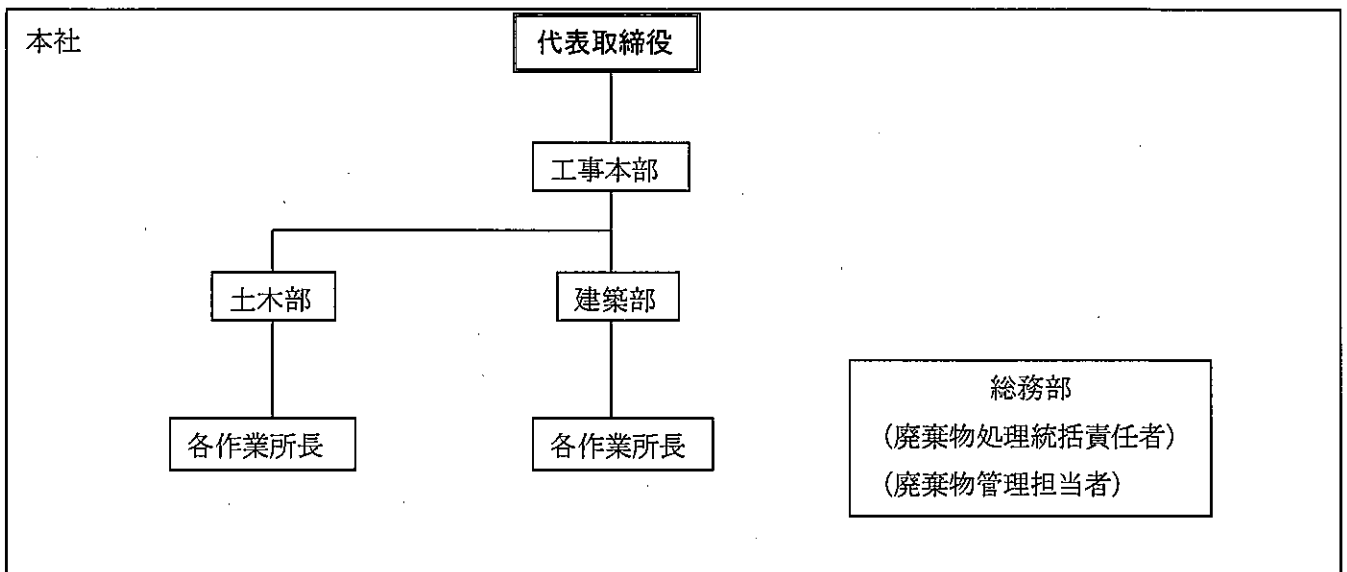 本社
代表取締役
工事本部
土木部
建築部
各作業所長
各作業所長
総務部
(廃棄物処理統括責任者)
(廃棄物管理担当者)